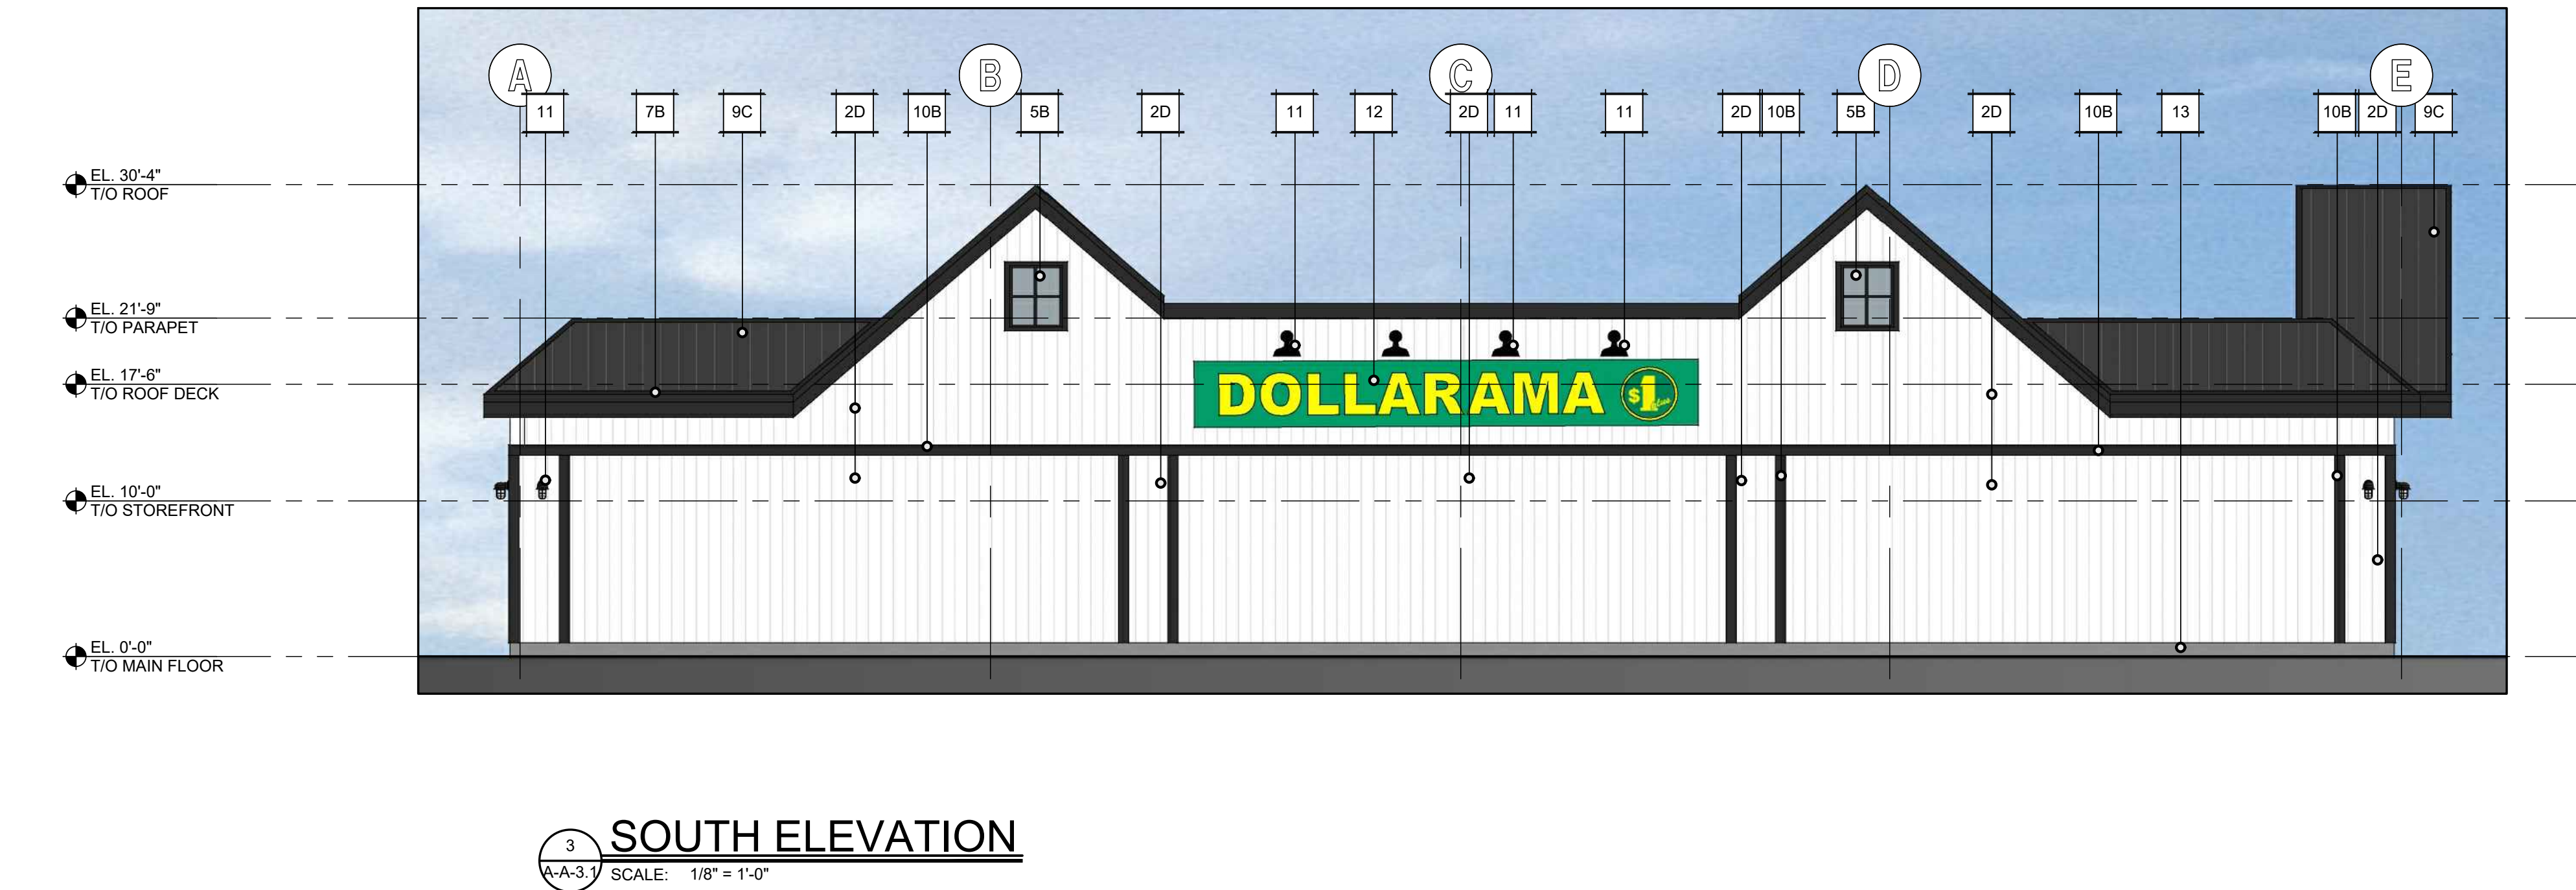 A B C D E
11 7B 9C 2D 10B 5B 2D 11 12 2D 11 11 2D 10B 5B 2D 10B 13 10B 2D 9C
EL. 30'-4"
T/O ROOF
EL. 21'-9"
T/O PARAPET
EL. 17'-6"
T/O ROOF DECK
DOLLARAMA $1 plus
EL. 10'-0"
T/O STOREFRONT
EL. 0'-0"
T/O MAIN FLOOR
3 SOUTH ELEVATION
A-A-3.1 SCALE: 1/8" = 1'-0"